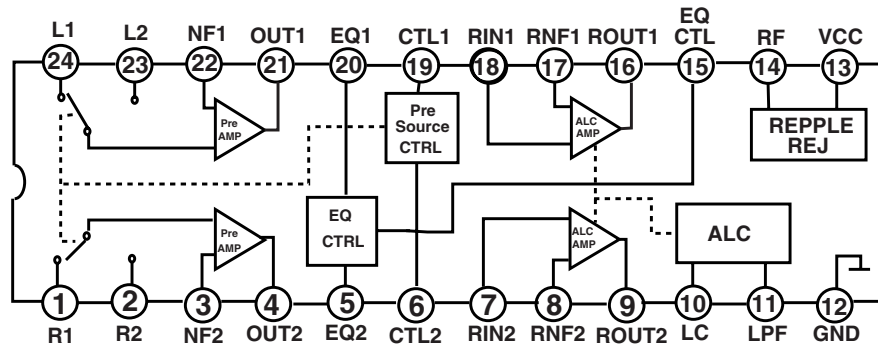 L1 L2 NF1 OUT1 EQ1 CTL1 RIN1 RNF1 ROUT1 EQ CTL RF VCC
24 23 22 21 20 19 18 17 16 15 14 13
Pre AMP
Pre Source CTRL
ALC AMP
REPPLE REJ
Pre AMP
EQ CTRL
ALC AMP
ALC
1 2 3 4 5 6 7 8 9 10 11 12
R1 R2 NF2 OUT2 EQ2 CTL2 RIN2 RNF2 ROUT2 LC LPF GND